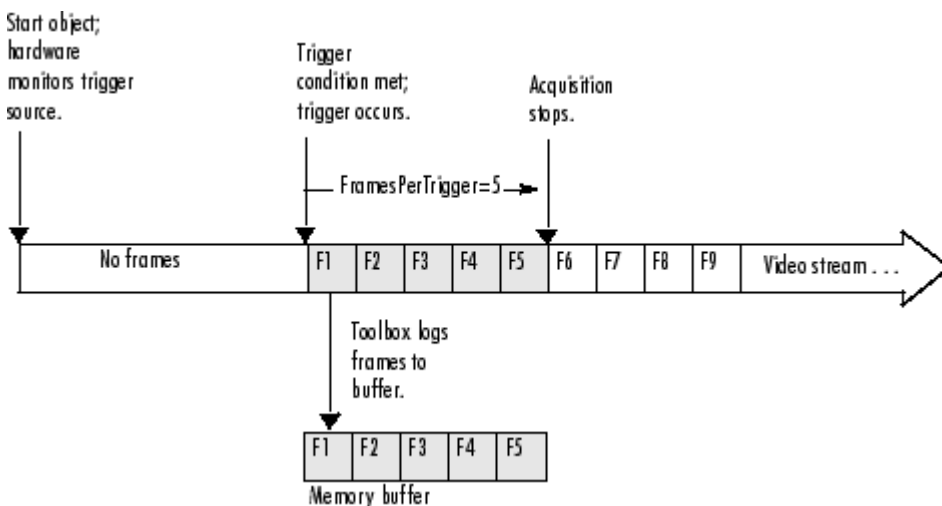 Start object;
hardware
monitors trigger
source.
Trigger
condition met;
trigger occurs.
Acquisition
stops.
FramesPerTrigger=5
No frames
F1 F2 F3 F4 F5 F6 F7 F8 F9 Video stream . . .
Toolbox logs
frames to
buffer.
F1 F2 F3 F4 F5
Memory buffer